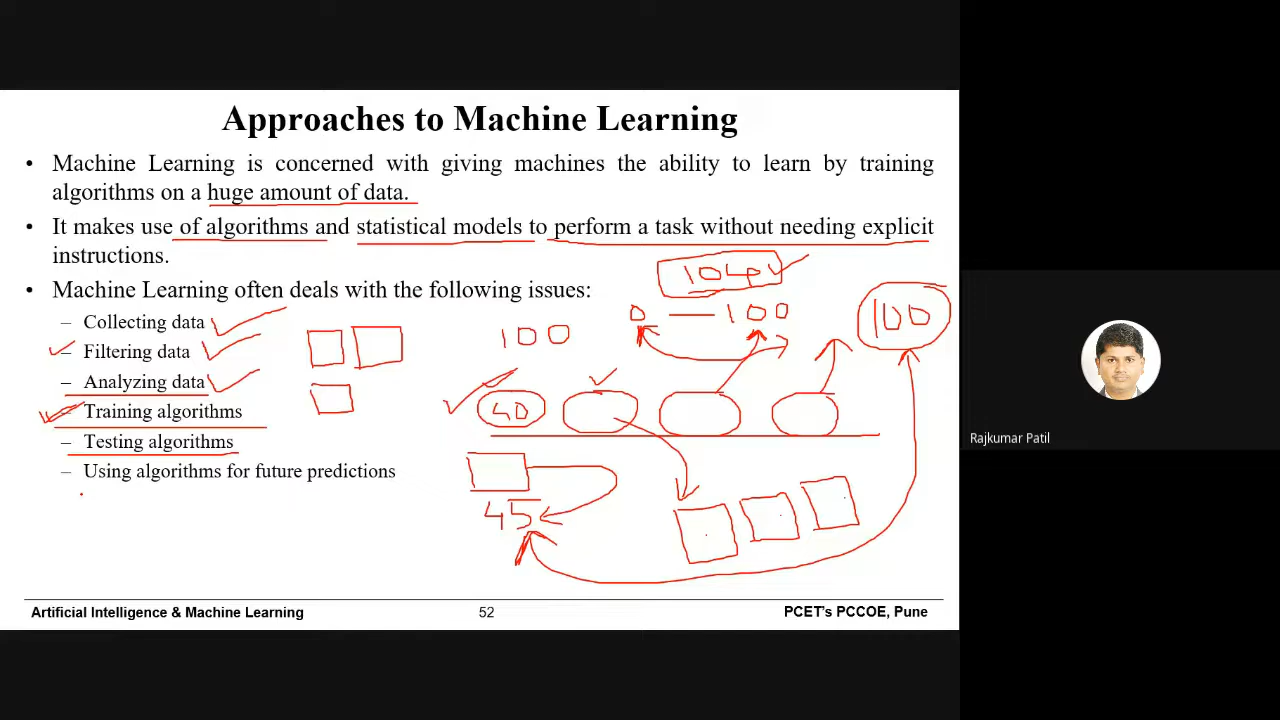 Approaches to Machine Learning
• Machine Learning is concerned with giving machines the ability to learn by training
algorithms on a huge amount of data.
• It makes use of algorithms and statistical models to perform a task without needing explicit
instructions.
• Machine Learning often deals with the following issues:
– Collecting data
– Filtering data
– Analyzing data
– Training algorithms
– Testing algorithms
– Using algorithms for future predictions
0 — 100
100
100
40
45
Artificial Intelligence & Machine Learning
52
PCET's PCCOE, Pune
Rajkumar Patil